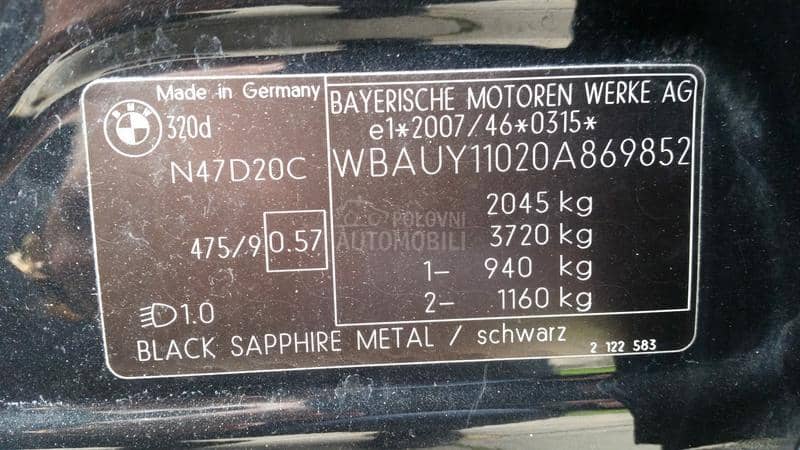 Made in Germany
BMW
320d
N47D20C
475/9 0.57
1.0
BAYERISCHE MOTOREN WERKE AG
e1*2007/46*0315*
WBAUY11020A869852
2045 kg
3720 kg
1- 940 kg
2- 1160 kg
BLACK SAPPHIRE METAL / schwarz
2 122 583
POLOVNI
AUTOMOBILI